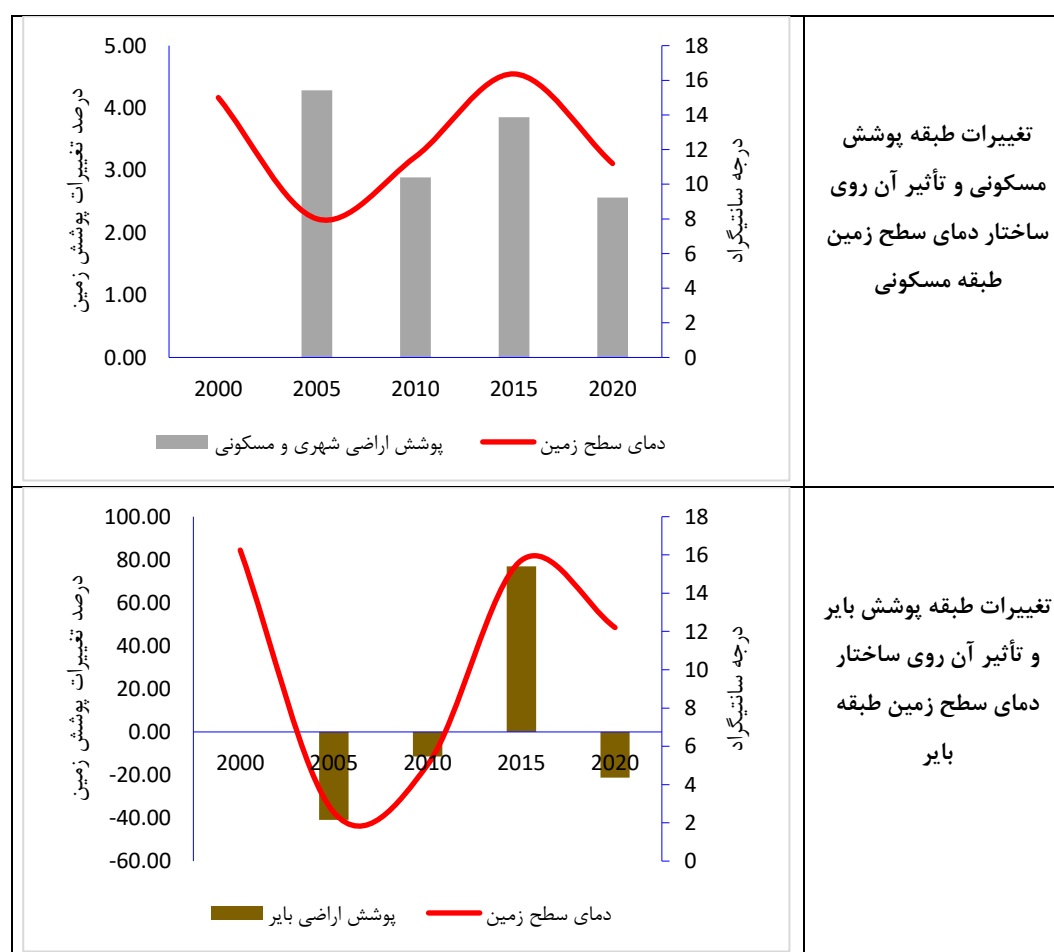 5.00
4.00
3.00
2.00
1.00
0.00
درصد تغییرات پوشش زمین
18
16
14
12
10
8
6
4
2
0
درجه سانتیگراد
2000 2005 2010 2015 2020
پوشش اراضی شهری و مسکونی
دمای سطح زمین
تغییرات طبقه پوشش
مسکونی و تأثیر آن روی
ساختار دمای سطح زمین
طبقه مسکونی
100.00
80.00
60.00
40.00
20.00
0.00
-20.00
-40.00
-60.00
درصد تغییرات پوشش زمین
18
16
14
12
10
8
6
4
2
0
درجه سانتیگراد
2000 2005 2010 2015 2020
پوشش اراضی بایر
دمای سطح زمین
تغییرات طبقه پوشش بایر
و تأثیر آن روی ساختار
دمای سطح زمین طبقه
بایر